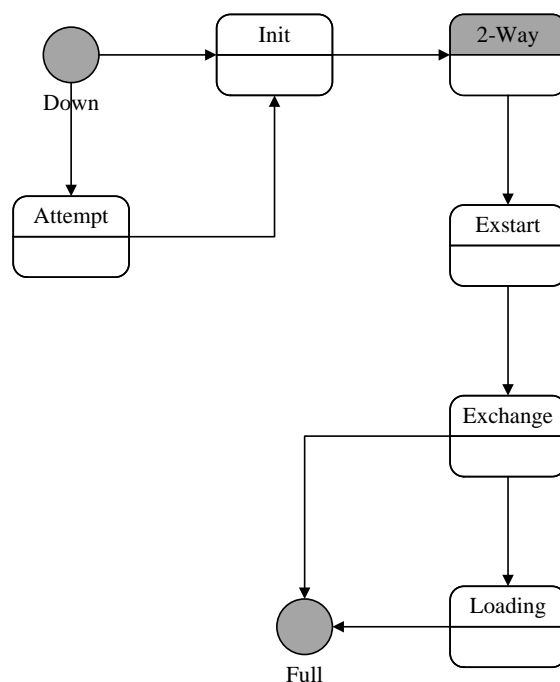 Init
2-Way
Down
Attempt
Exstart
Exchange
Loading
Full